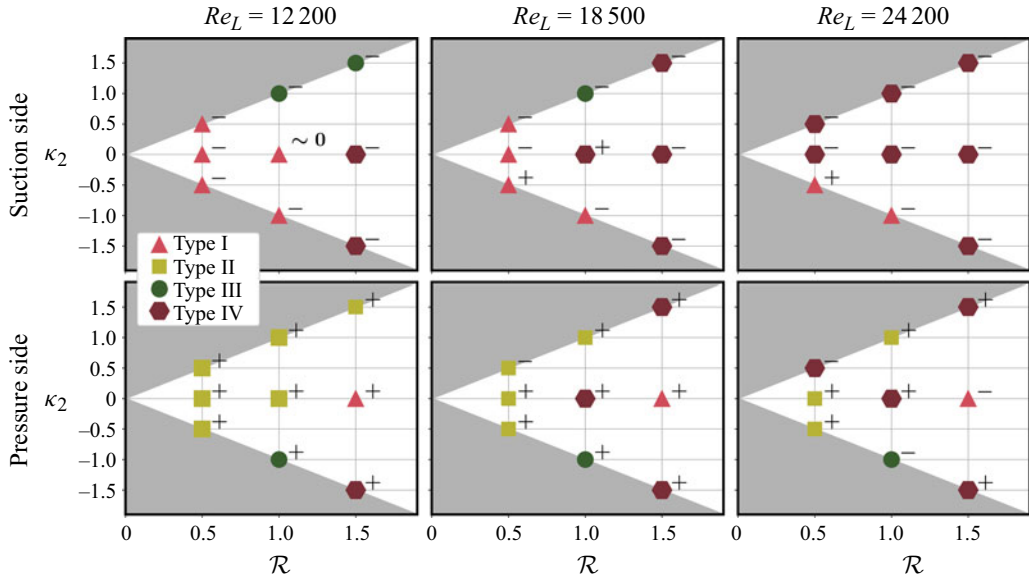 Re_L = 12 200
Re_L = 18 500
Re_L = 24 200
Suction side
κ2
1.5
1.0
0.5
0
–0.5
–1.0
–1.5
– – – – ~ 0 – – – –
– – – – + – + – –
– – – – – – + – –
Type I
Type II
Type III
Type IV
Pressure side
κ2
1.5
1.0
0.5
0
–0.5
–1.0
–1.5
+ + + + + + + + +
+ + – + + + + + +
+ + – + + – + – +
0 0.5 1.0 1.5
0 0.5 1.0 1.5
0 0.5 1.0 1.5
ℛ
ℛ
ℛ